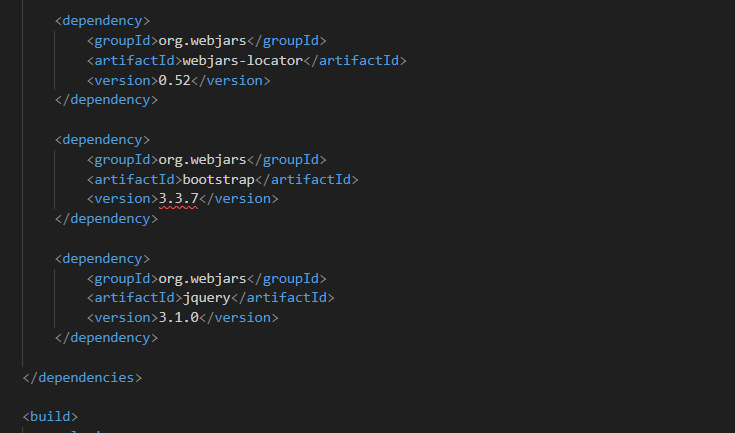 <dependency>
<groupId>org.webjars</groupId>
<artifactId>webjars-locator</artifactId>
<version>0.52</version>
</dependency>
<dependency>
<groupId>org.webjars</groupId>
<artifactId>bootstrap</artifactId>
<version>3.3.7</version>
</dependency>
<dependency>
<groupId>org.webjars</groupId>
<artifactId>jquery</artifactId>
<version>3.1.0</version>
</dependency>
</dependencies>
<build>